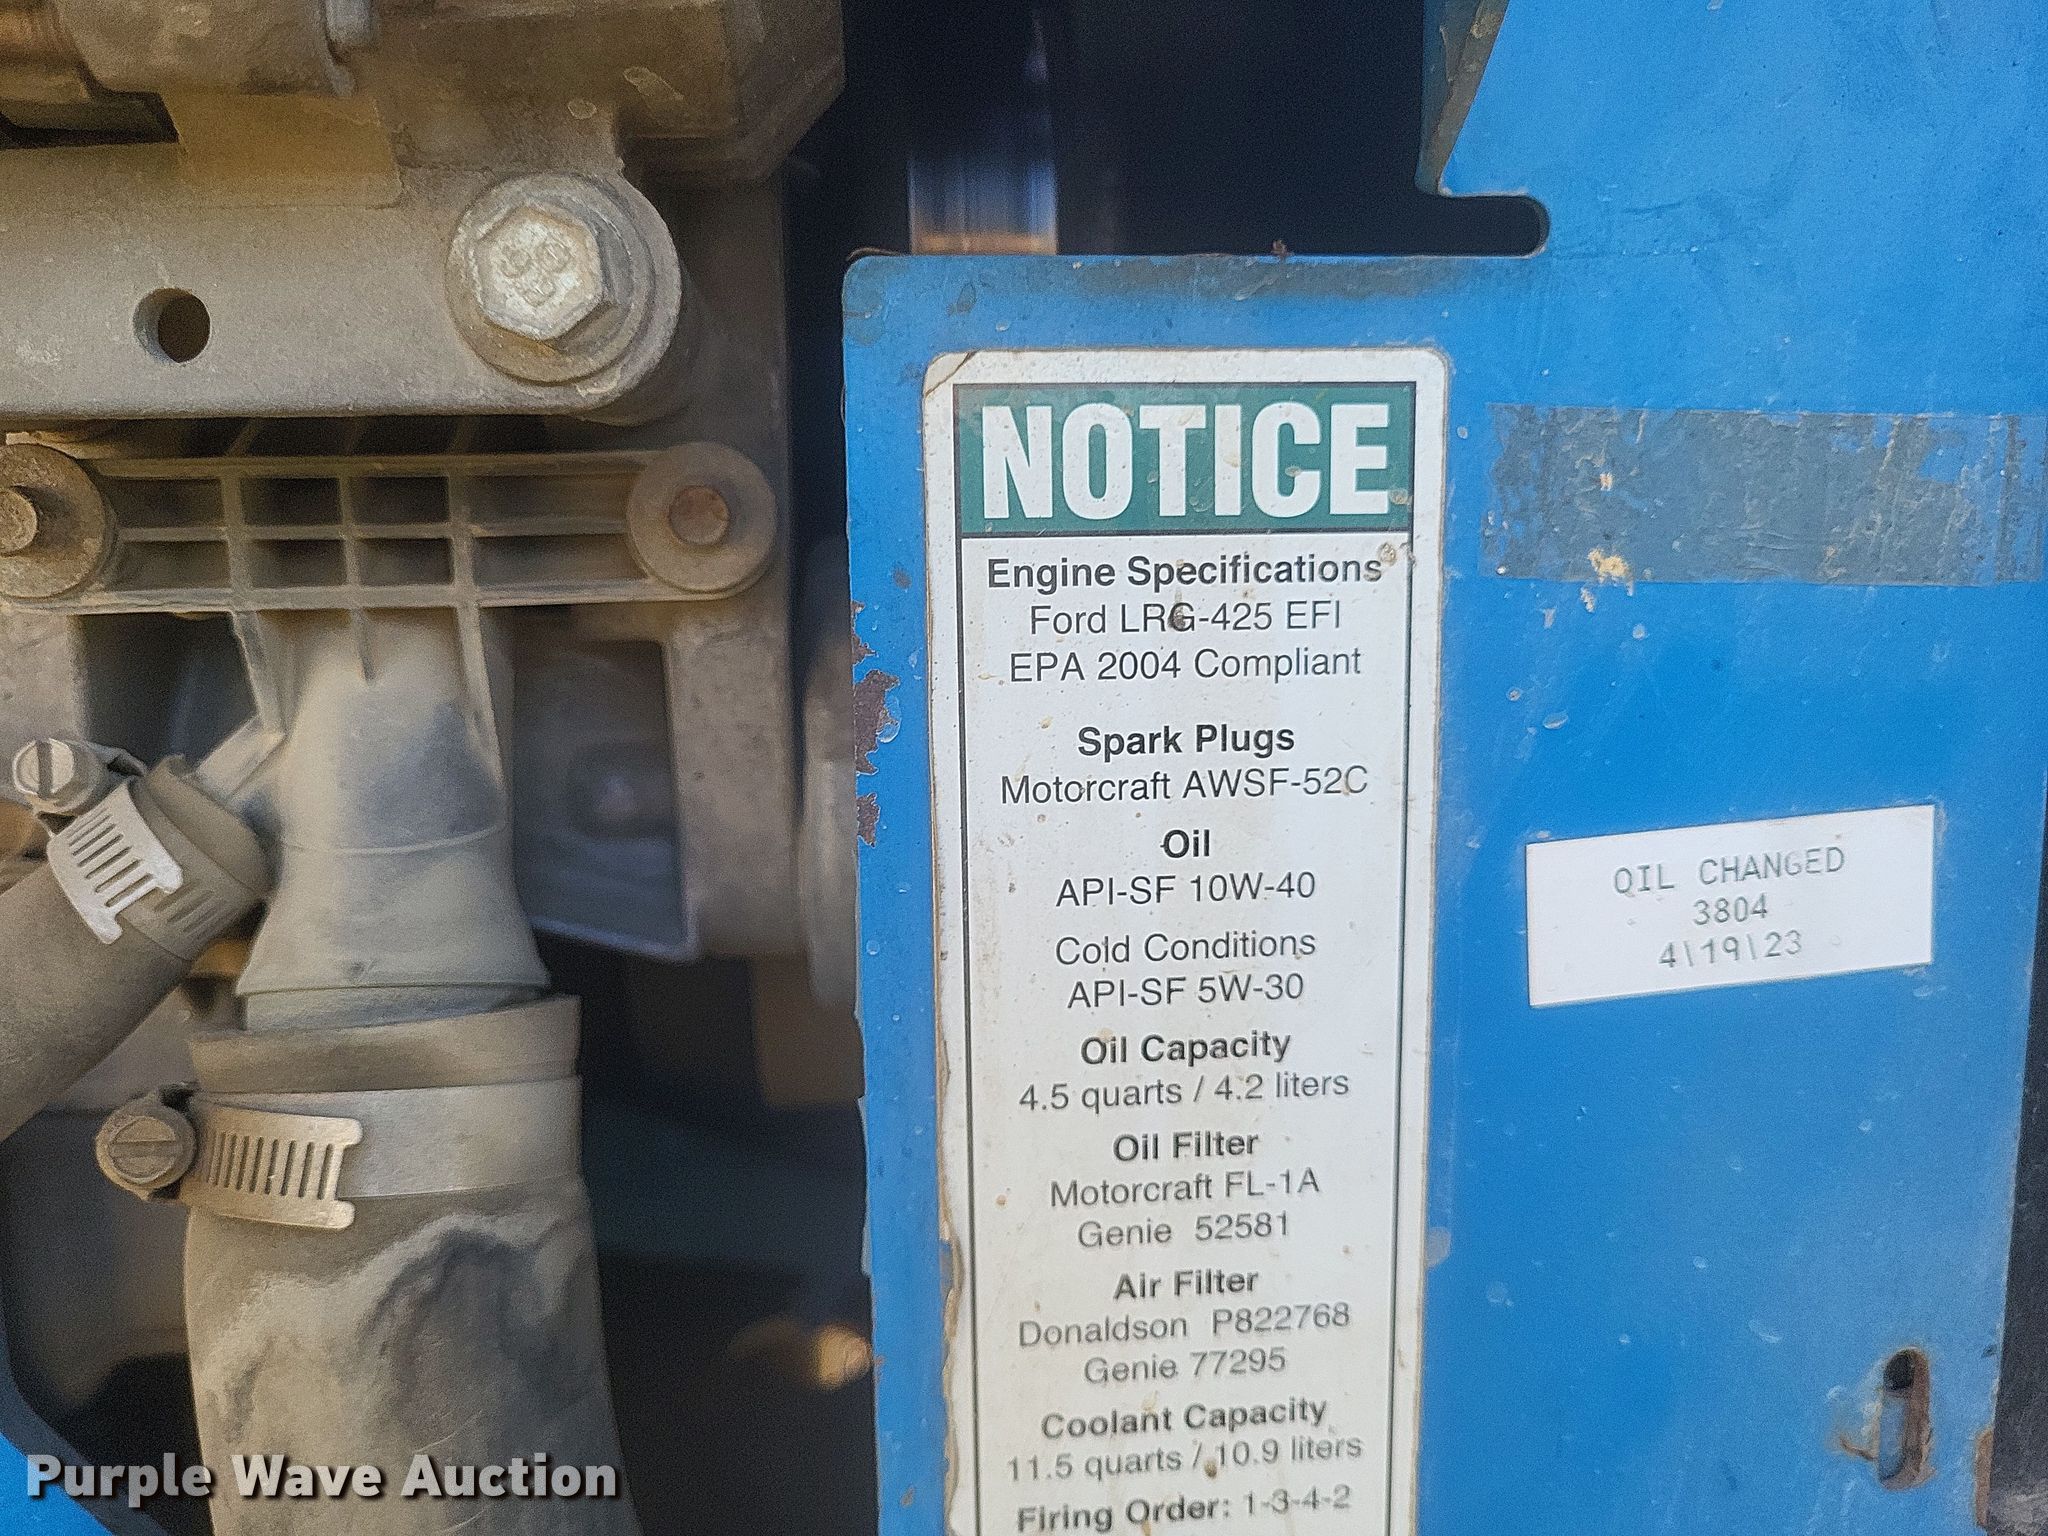 NOTICE
Engine Specifications
Ford LRG-425 EFI
EPA 2004 Compliant
Spark Plugs
Motorcraft AWSF-52C
Oil
API-SF 10W-40
Cold Conditions
API-SF 5W-30
Oil Capacity
4.5 quarts / 4.2 liters
Oil Filter
Motorcraft FL-1A
Genie 52581
Air Filter
Donaldson P822768
Genie 77295
Coolant Capacity
11.5 quarts / 10.9 liters
Firing Order: 1-3-4-2
OIL CHANGED
3804
4\19\23
Purple Wave Auction